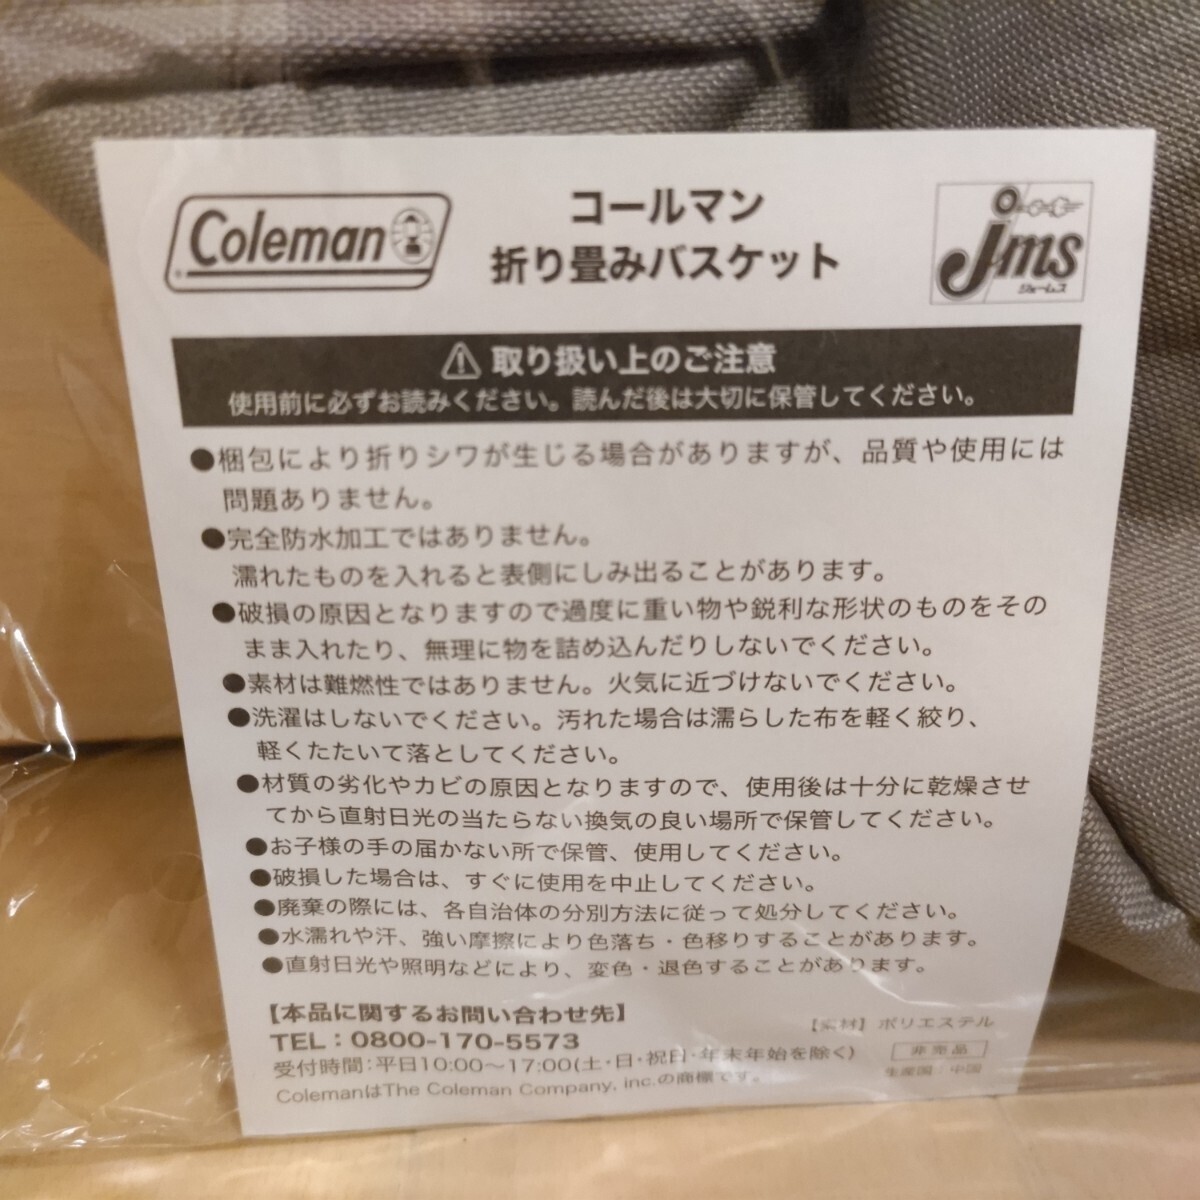 Coleman
コールマン
折り畳みバスケット
jms
ジェームス
取り扱い上のご注意
使用前に必ずお読みください。読んだ後は大切に保管してください。
●梱包により折りシワが生じる場合がありますが、品質や使用には
問題ありません。
●完全防水加工ではありません。
濡れたものを入れると表側にしみ出ることがあります。
●破損の原因となりますので過度に重い物や鋭利な形状のものをその
まま入れたり、無理に物を詰め込んだりしないでください。
●素材は難燃性ではありません。火気に近づけないでください。
●洗濯はしないでください。汚れた場合は濡らした布を軽く絞り、
軽くたたいて落としてください。
●材質の劣化やカビの原因となりますので、使用後は十分に乾燥させ
てから直射日光の当たらない換気の良い場所で保管してください。
●お子様の手の届かない所で保管、使用してください。
●破損した場合は、すぐに使用を中止してください。
●廃棄の際には、各自治体の分別方法に従って処分してください。
●水濡れや汗、強い摩擦により色落ち・色移りすることがあります。
●直射日光や照明などにより、変色・退色することがあります。
【本品に関するお問い合わせ先】
TEL：0800-170-5573
受付時間：平日10:00〜17:00(土・日・祝日・年末年始を除く)
ColemanはThe Coleman Company, inc.の商標です。
【素材】ポリエステル
非売品
生産国：中国